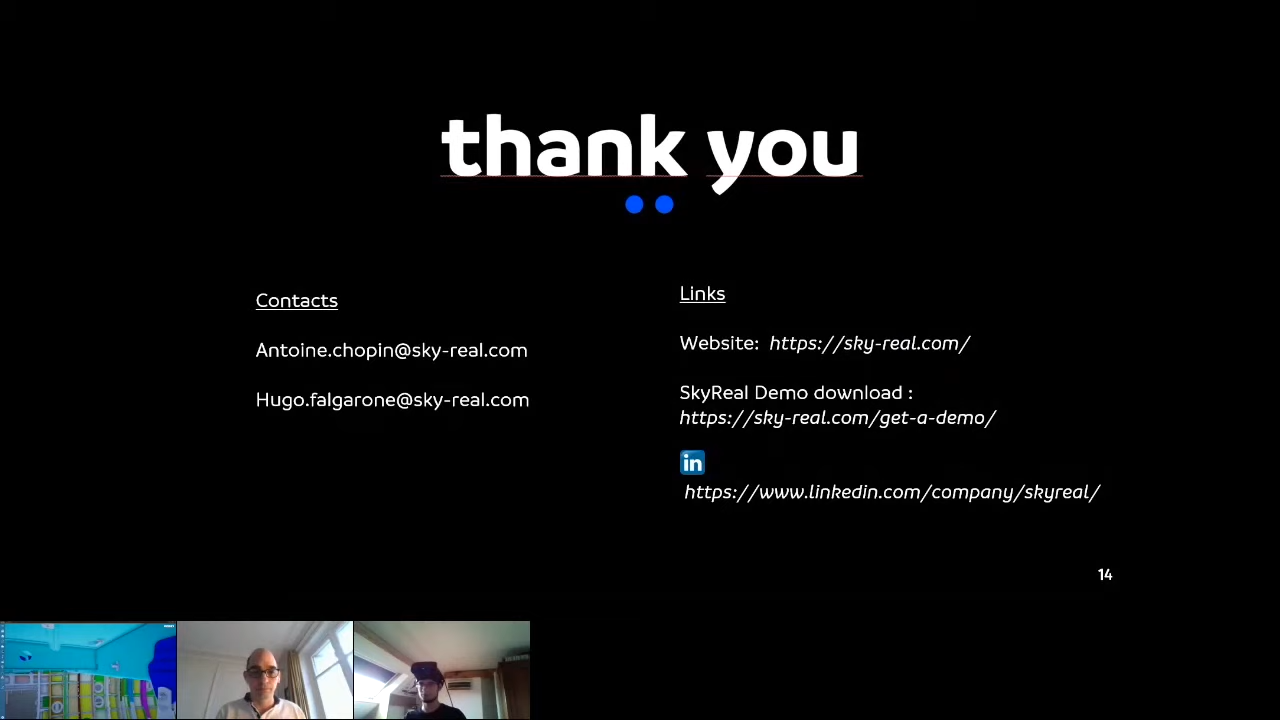 thank you
Contacts
Antoine.chopin@sky-real.com
Hugo.falgarone@sky-real.com
Links
Website: https://sky-real.com/
SkyReal Demo download :
https://sky-real.com/get-a-demo/
in
https://www.linkedin.com/company/skyreal/
14